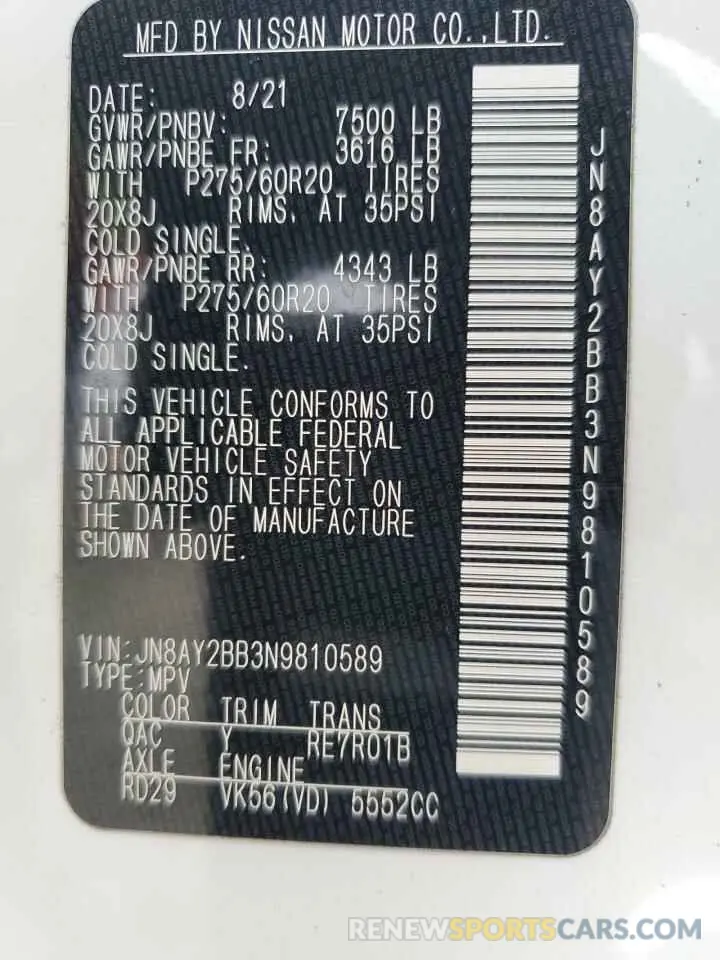 MFD BY NISSAN MOTOR CO.,LTD.
DATE: 8/21
GVWR/PNBV: 7500 LB
GAWR/PNBE FR: 3616 LB
WITH P275/60R20 TIRES
20X8J RIMS, AT 35PSI
COLD SINGLE.
GAWR/PNBE RR: 4343 LB
WITH P275/60R20 TIRES
20X8J RIMS, AT 35PSI
COLD SINGLE.
THIS VEHICLE CONFORMS TO
ALL APPLICABLE FEDERAL
MOTOR VEHICLE SAFETY
STANDARDS IN EFFECT ON
THE DATE OF MANUFACTURE
SHOWN ABOVE.
VIN:JN8AY2BB3N9810589
TYPE:MPV
COLOR TRIM TRANS
QAC Y RE7R01B
AXLE ENGINE
RD29 VK56(VD) 5552CC
JN8AY2BB3N9810589
RENEWSPORTSCARS.COM